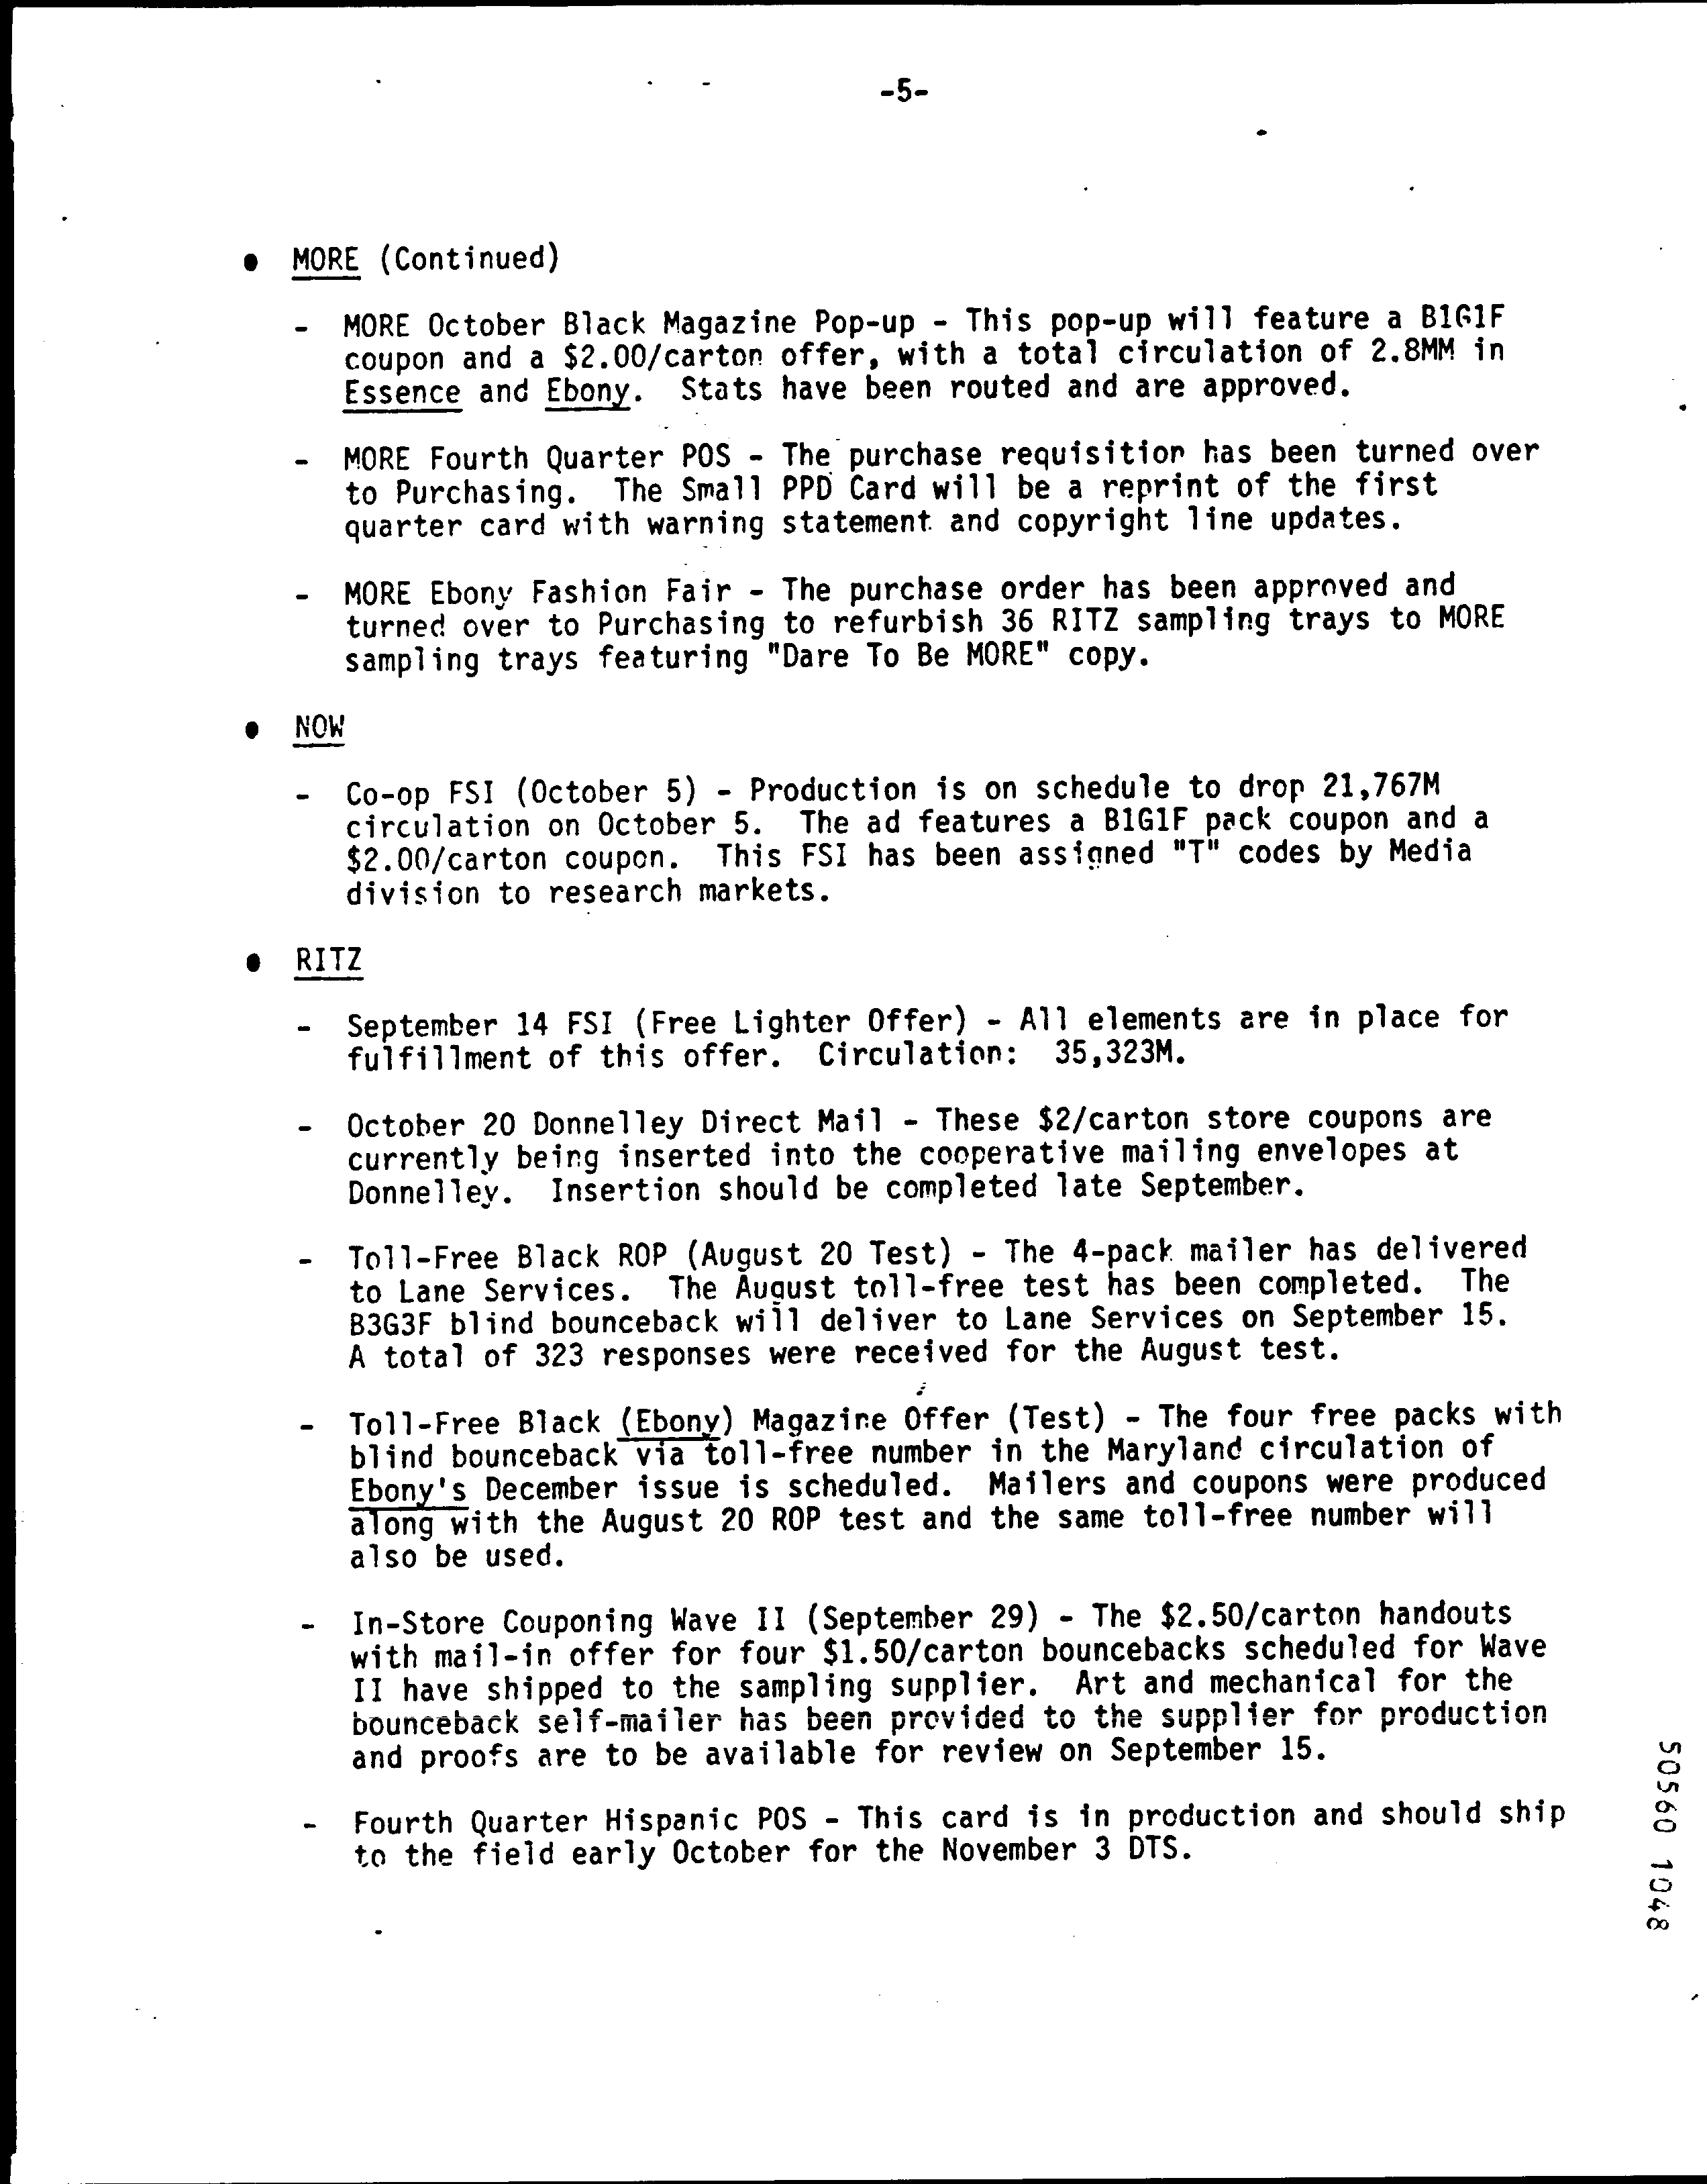 -5-
● MORE (Continued)
- MORE October Black Magazine Pop-up - This pop-up will feature a B1G1F
coupon and a $2.00/carton offer, with a total circulation of 2.8MM in
Essence and Ebony.  Stats have been routed and are approved.
- MORE Fourth Quarter POS - The purchase requisition has been turned over
to Purchasing.  The Small PPD Card will be a reprint of the first
quarter card with warning statement and copyright line updates.
- MORE Ebony Fashion Fair - The purchase order has been approved and
turned over to Purchasing to refurbish 36 RITZ sampling trays to MORE
sampling trays featuring "Dare To Be MORE" copy.
● NOW
- Co-op FSI (October 5) - Production is on schedule to drop 21,767M
circulation on October 5.  The ad features a B1G1F pack coupon and a
$2.00/carton coupon.  This FSI has been assigned "T" codes by Media
division to research markets.
● RITZ
- September 14 FSI (Free Lighter Offer) - All elements are in place for
fulfillment of this offer.  Circulation:  35,323M.
- October 20 Donnelley Direct Mail - These $2/carton store coupons are
currently being inserted into the cooperative mailing envelopes at
Donnelley.  Insertion should be completed late September.
- Toll-Free Black ROP (August 20 Test) - The 4-pack mailer has delivered
to Lane Services.  The August toll-free test has been completed.  The
B3G3F blind bounceback will deliver to Lane Services on September 15.
A total of 323 responses were received for the August test.
- Toll-Free Black (Ebony) Magazine Offer (Test) - The four free packs with
blind bounceback via toll-free number in the Maryland circulation of
Ebony's December issue is scheduled.  Mailers and coupons were produced
along with the August 20 ROP test and the same toll-free number will
also be used.
- In-Store Couponing Wave II (September 29) - The $2.50/carton handouts
with mail-in offer for four $1.50/carton bouncebacks scheduled for Wave
II have shipped to the sampling supplier.  Art and mechanical for the
bounceback self-mailer has been provided to the supplier for production
and proofs are to be available for review on September 15.
- Fourth Quarter Hispanic POS - This card is in production and should ship
to the field early October for the November 3 DTS.
50560 1048